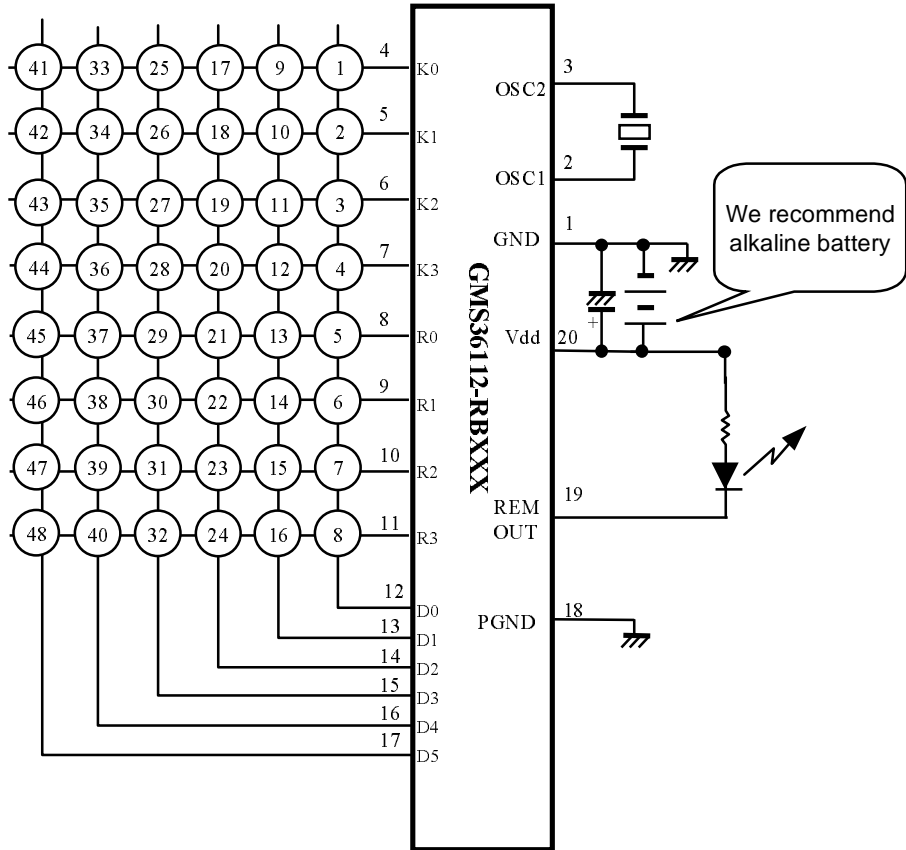 41 33 25 17 9 1 4 K0
42 34 26 18 10 2 5 K1
43 35 27 19 11 3 6 K2
44 36 28 20 12 4 7 K3
45 37 29 21 13 5 8 R0
46 38 30 22 14 6 9 R1
47 39 31 23 15 7 10 R2
48 40 32 24 16 8 11 R3
12 D0
13 D1
14 D2
15 D3
16 D4
17 D5
GMS36112-RBXXX
OSC2 3
OSC1 2
GND 1
+
Vdd 20
REM 19
OUT
PGND 18
We recommend
alkaline battery